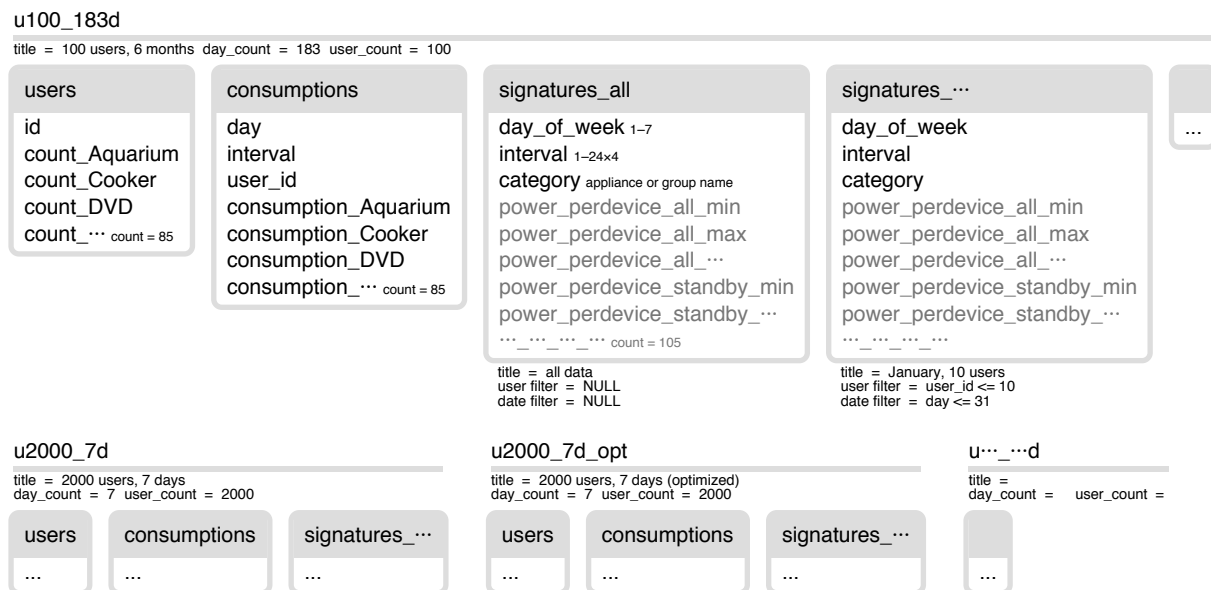 u100_183d
title = 100 users, 6 months day_count = 183 user_count = 100
users
id
count_Aquarium
count_Cooker
count_DVD
count_··· count = 85
consumptions
day
interval
user_id
consumption_Aquarium
consumption_Cooker
consumption_DVD
consumption_··· count = 85
signatures_all
day_of_week 1–7
interval 1–24×4
category appliance or group name
power_perdevice_all_min
power_perdevice_all_max
power_perdevice_all_···
power_perdevice_standby_min
power_perdevice_standby_···
···_···_···_··· count = 105
title = all data
user filter = NULL
date filter = NULL
signatures_···
day_of_week
interval
category
power_perdevice_all_min
power_perdevice_all_max
power_perdevice_all_···
power_perdevice_standby_min
power_perdevice_standby_···
···_···_···_···
title = January, 10 users
user filter = user_id <= 10
date filter = day <= 31
...
u2000_7d
title = 2000 users, 7 days
day_count = 7 user_count = 2000
users
...
consumptions
...
signatures_···
...
u2000_7d_opt
title = 2000 users, 7 days (optimized)
day_count = 7 user_count = 2000
users
...
consumptions
...
signatures_···
...
u···_···d
title =
day_count = user_count =
...